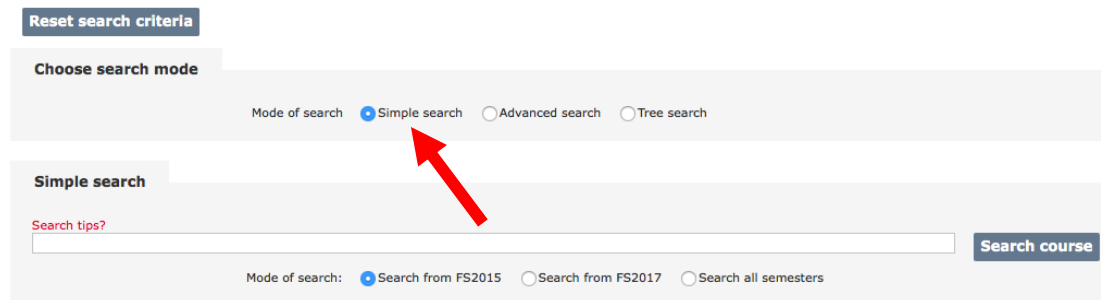 Reset search criteria
Choose search mode
Mode of search Simple search Advanced search Tree search
Simple search
Search tips?
Search course
Mode of search: Search from FS2015 Search from FS2017 Search all semesters